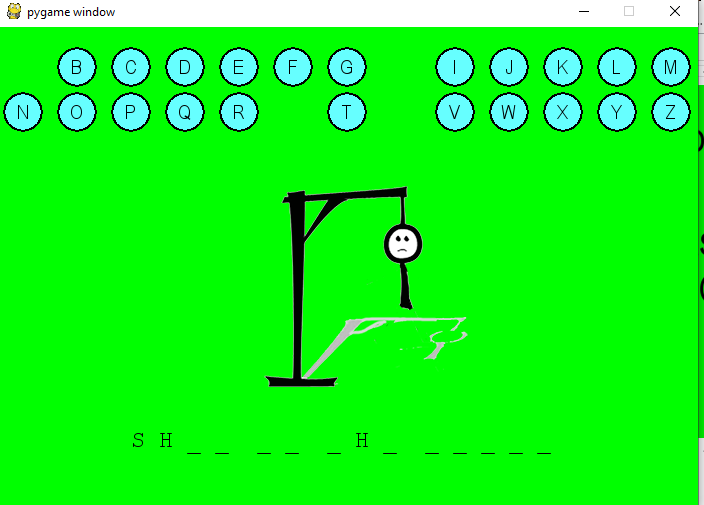 pygame window
B C D E F G I J K L M
N O P Q R T V W X Y Z
S H _ _  _ _  _ H _  _ _ _ _ _